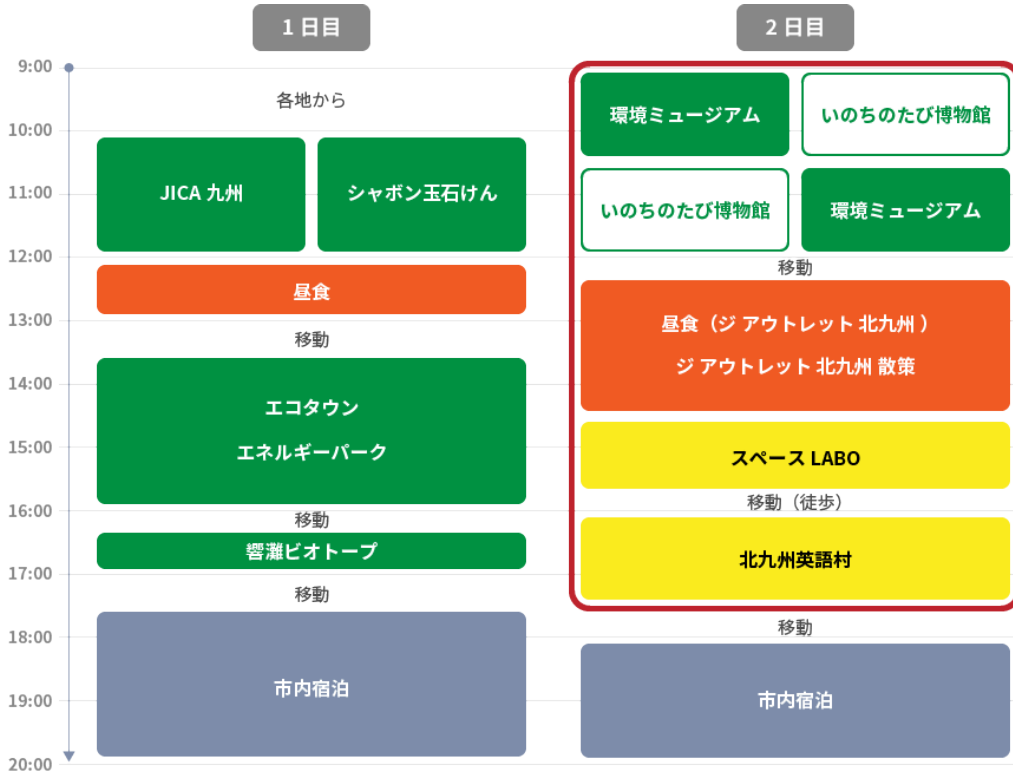 1 日目
2 日目
9:00
10:00
11:00
12:00
13:00
14:00
15:00
16:00
17:00
18:00
19:00
20:00
各地から
JICA 九州
シャボン玉石けん
昼食
移動
エコタウン
エネルギーパーク
移動
響灘ビオトープ
移動
市内宿泊
環境ミュージアム
いのちのたび博物館
いのちのたび博物館
環境ミュージアム
移動
昼食（ジ アウトレット 北九州 ）
ジ アウトレット 北九州 散策
スペース LABO
移動（徒歩）
北九州英語村
移動
市内宿泊